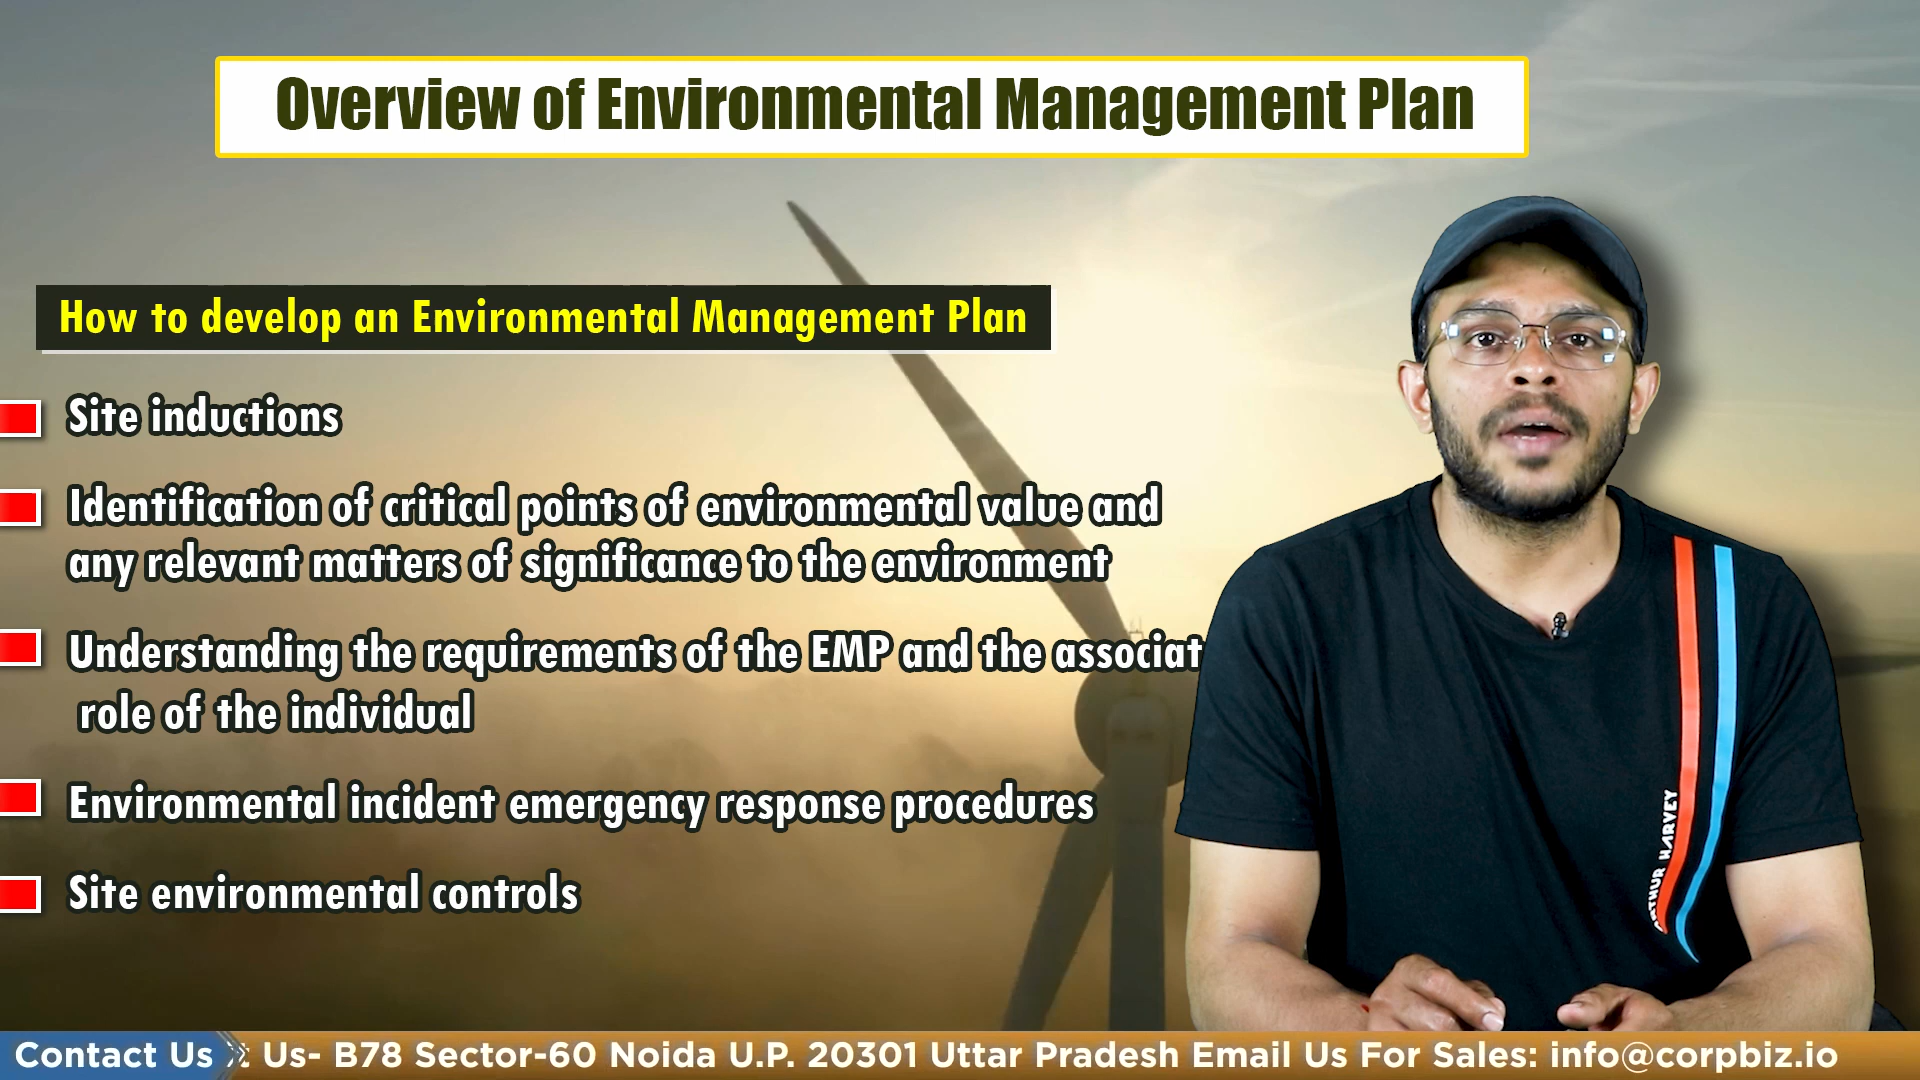 Overview of Environmental Management Plan
How to develop an Environmental Management Plan
Site inductions
Identification of critical points of environmental value and
any relevant matters of significance to the environment
Understanding the requirements of the EMP and the associat
role of the individual
Environmental incident emergency response procedures
Site environmental controls
ARTHUR HARVEY
Contact Us
t Us- B78 Sector-60 Noida U.P. 20301 Uttar Pradesh Email Us For Sales: info@corpbiz.io